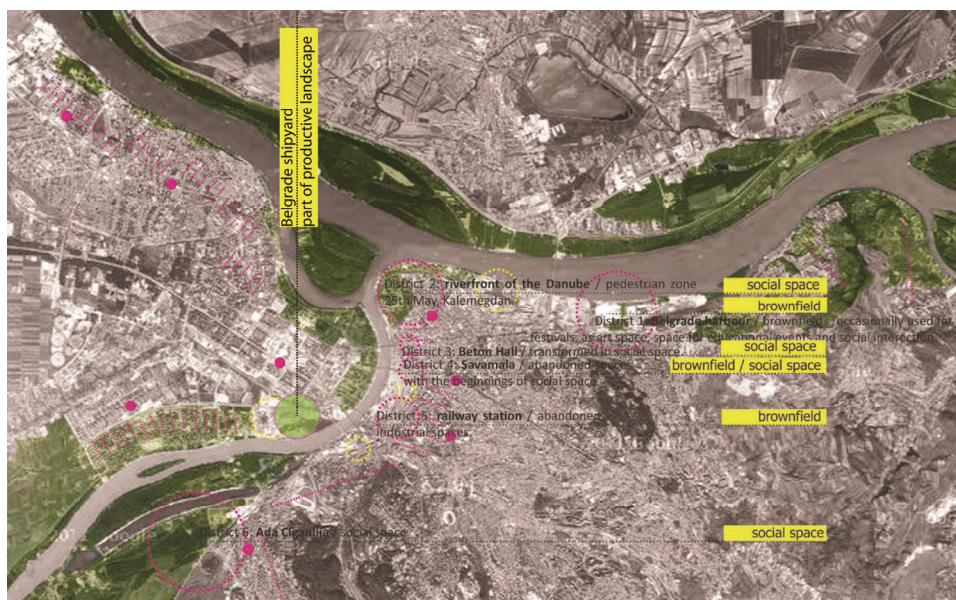 Belgrade shipyard
part of productive landscape
District 2: riverfront of the Danube / pedestrian zone
25th May, Kalemegdan.
social space
brownfield
District 1: Belgrade harbour / brownfield, occasionally used for
festivals, as art space, space for educational events and social interaction.
District 3: Beton Hall / transformed in social space.
social space
District 4: Savamala / abandoned spaces
with the beginnings of social space.
brownfield / social space
District 5: railway station / abandoned
industrial spaces.
brownfield
District 6: Ada Ciganlija / social space
social space